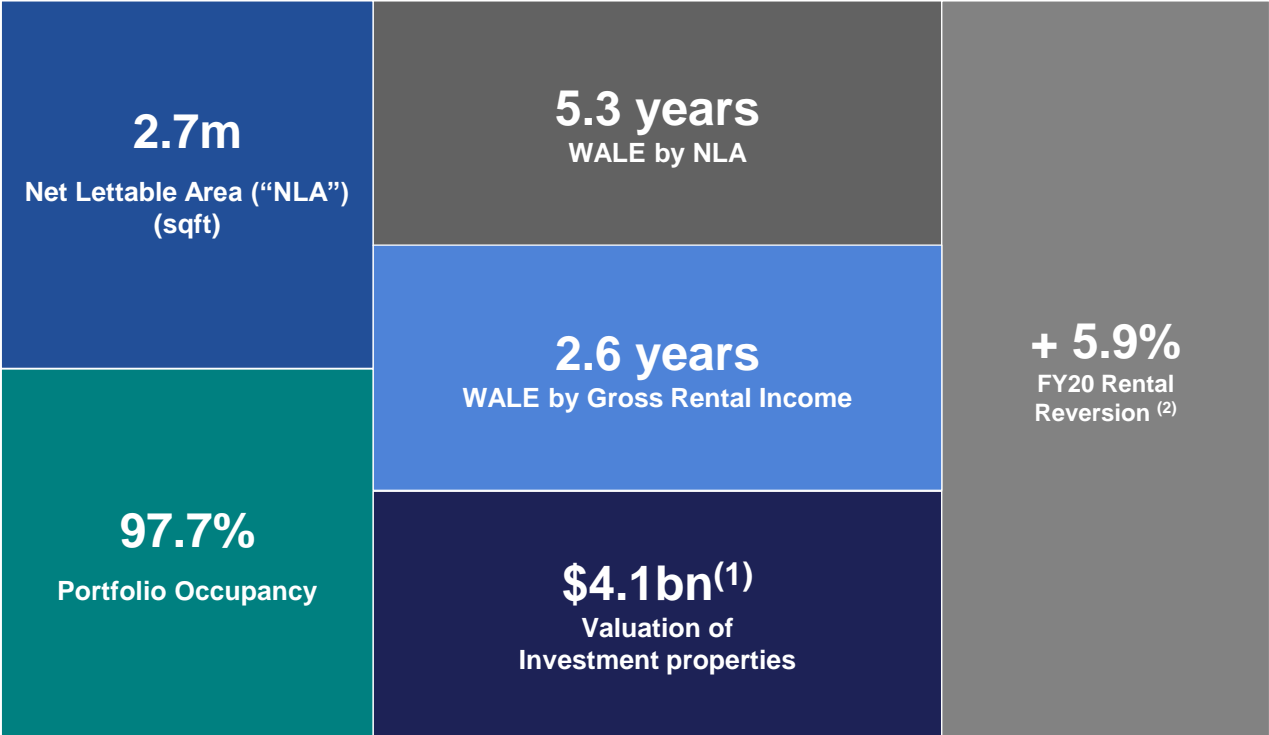 2.7m
Net Lettable Area (“NLA”)
(sqft)
97.7%
Portfolio Occupancy
5.3 years
WALE by NLA
2.6 years
WALE by Gross Rental Income
$4.1bn(1)
Valuation of
Investment properties
+ 5.9%
FY20 Rental
Reversion (2)